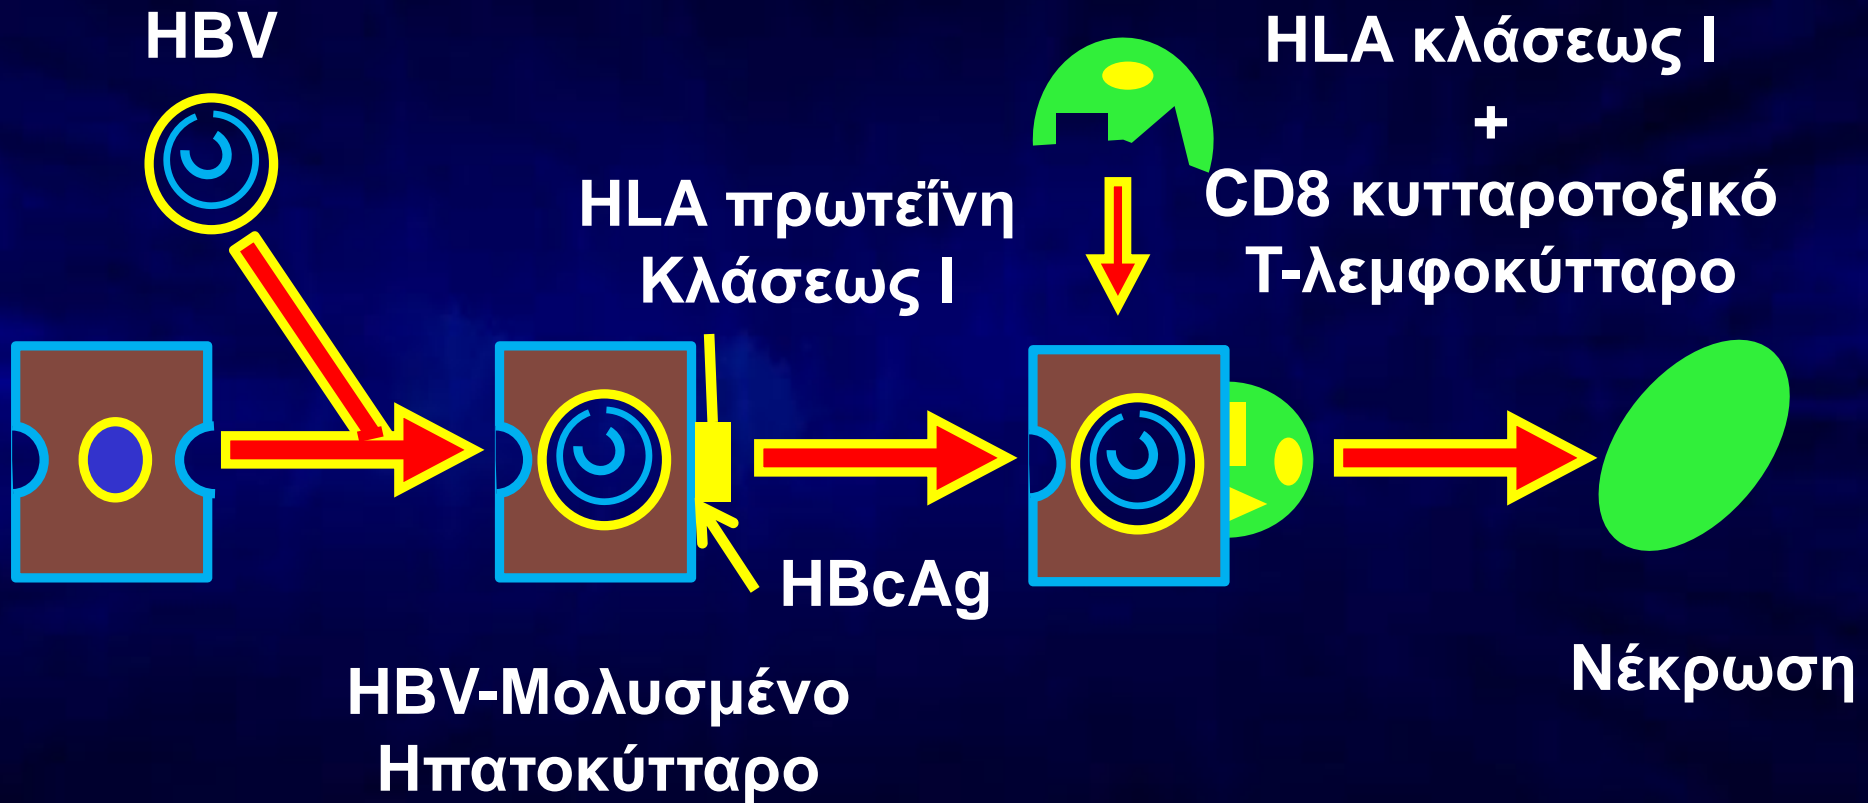 HBV
HLA κλάσεως I
+
CD8 κυτταροτοξικό
Τ-λεμφοκύτταρο
HLA πρωτεΐνη
Κλάσεως I
HBcAg
HBV-Μολυσμένο
Ηπατοκύτταρο
Νέκρωση